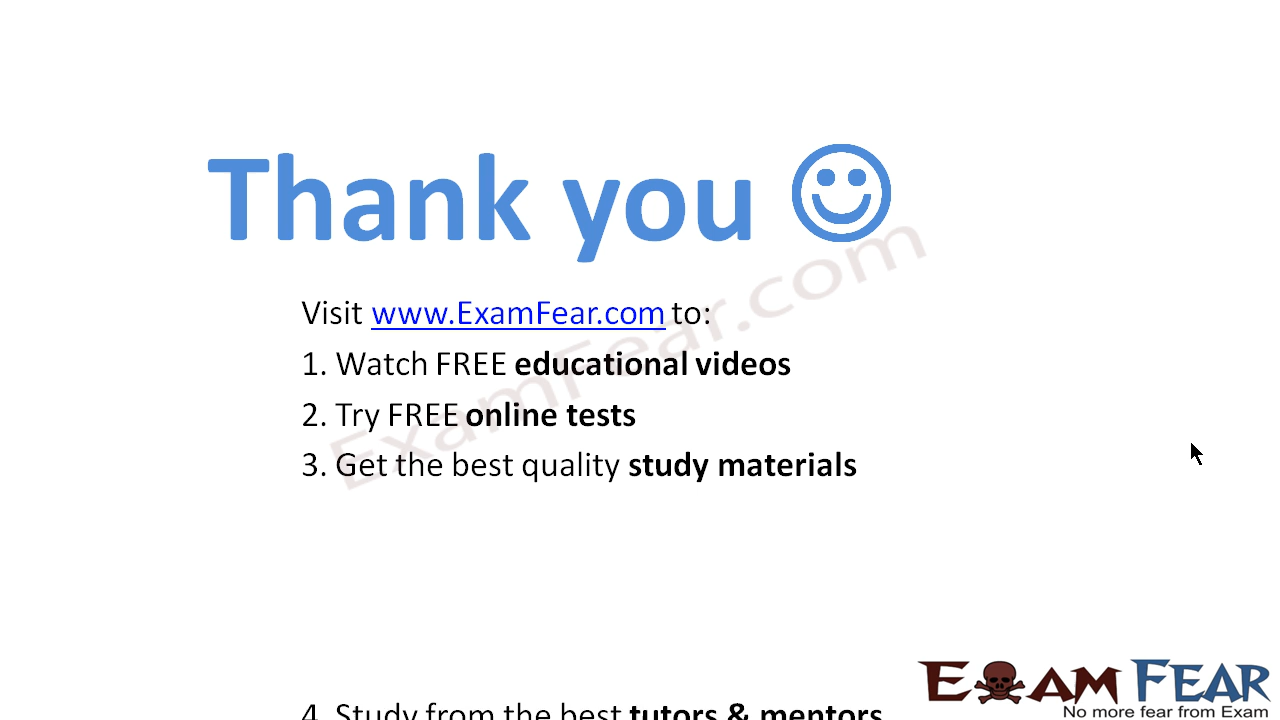 Thank you
Visit www.ExamFear.com to:
1. Watch FREE educational videos
2. Try FREE online tests
3. Get the best quality study materials
ExamFear.com
4. Study from the best tutors & mentors
EXAM FEAR
No more fear from Exam